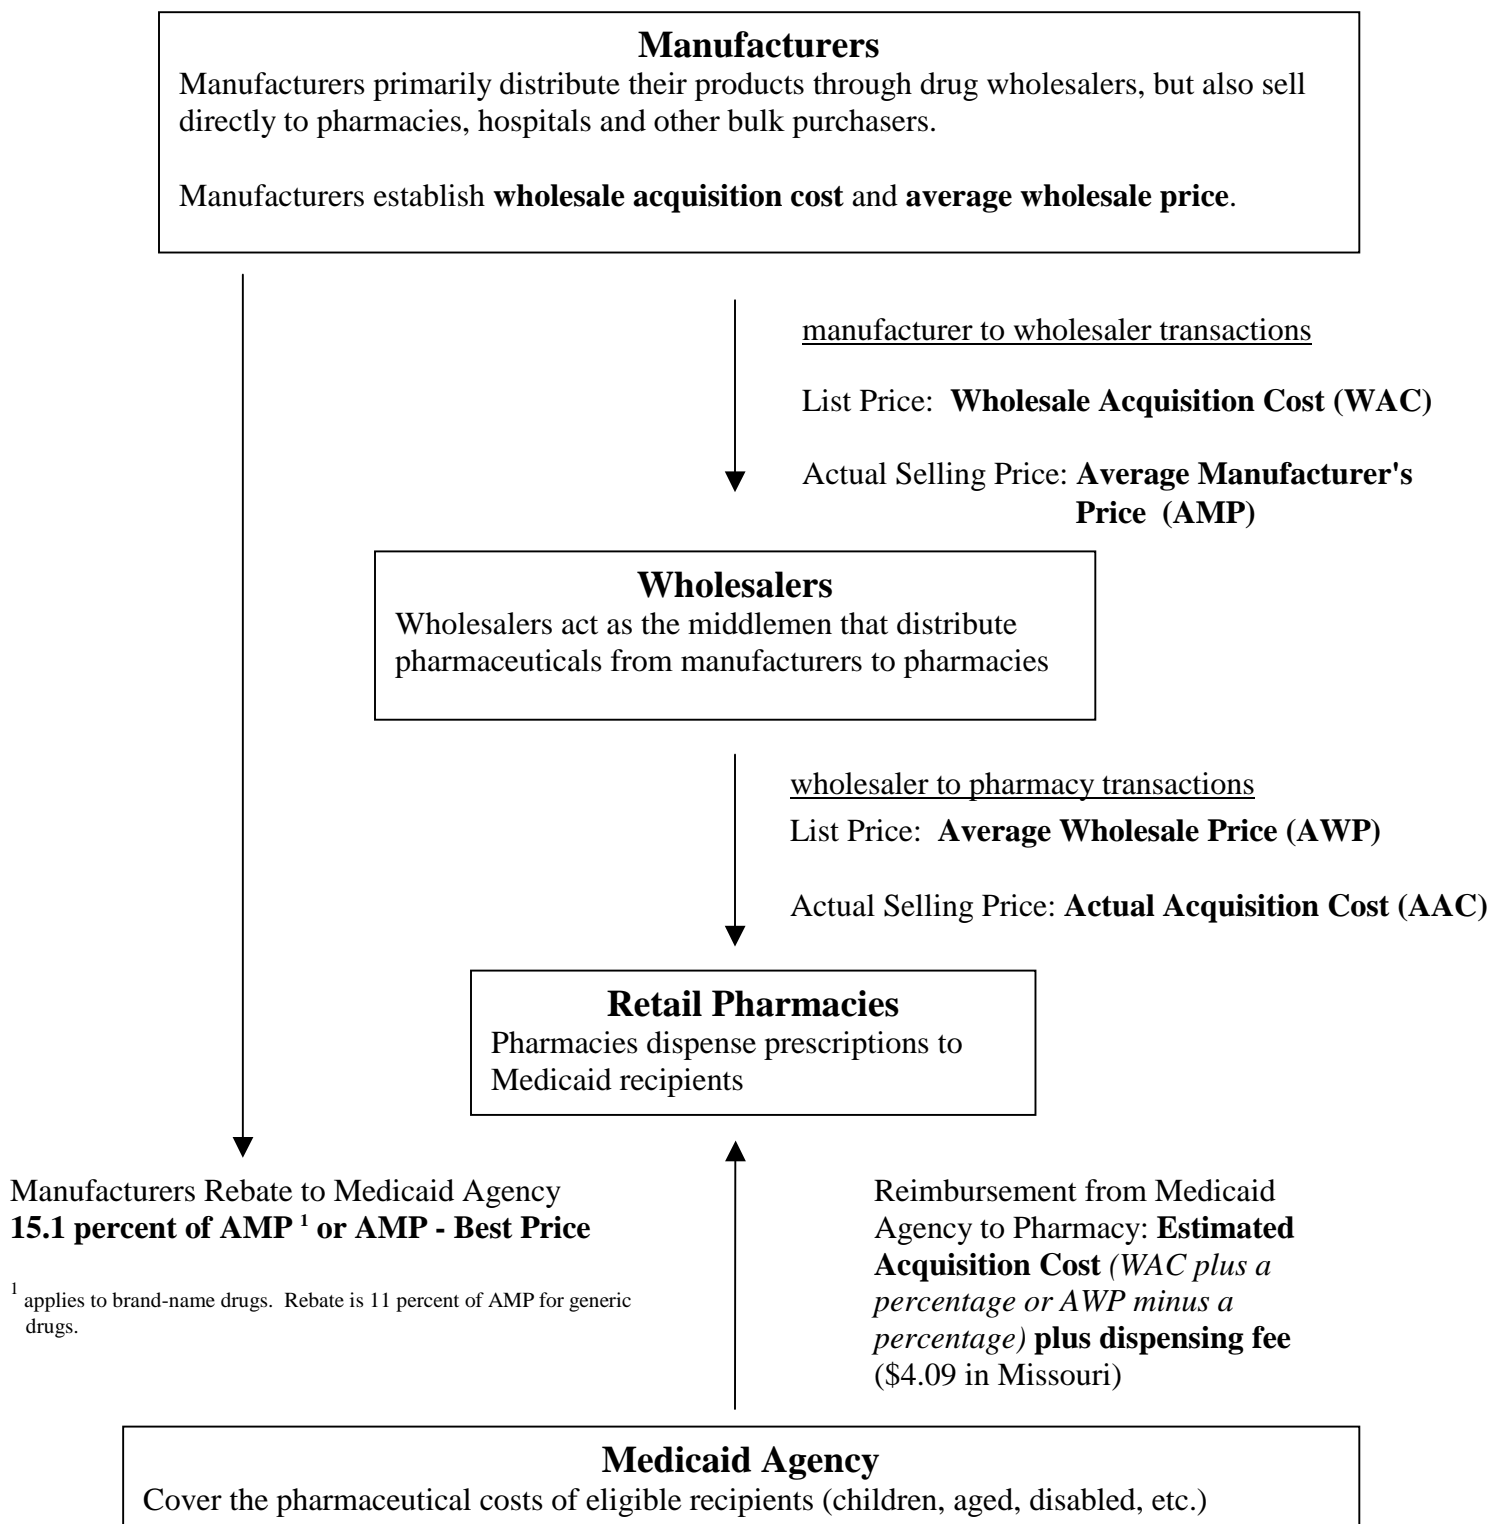 Manufacturers
Manufacturers primarily distribute their products through drug wholesalers, but also sell
directly to pharmacies, hospitals and other bulk purchasers.
Manufacturers establish wholesale acquisition cost and average wholesale price.
manufacturer to wholesaler transactions
List Price: Wholesale Acquisition Cost (WAC)
Actual Selling Price: Average Manufacturer's
Price (AMP)
Wholesalers
Wholesalers act as the middlemen that distribute
pharmaceuticals from manufacturers to pharmacies
wholesaler to pharmacy transactions
List Price: Average Wholesale Price (AWP)
Actual Selling Price: Actual Acquisition Cost (AAC)
Retail Pharmacies
Pharmacies dispense prescriptions to
Medicaid recipients
Manufacturers Rebate to Medicaid Agency
15.1 percent of AMP 1 or AMP - Best Price
1 applies to brand-name drugs. Rebate is 11 percent of AMP for generic
drugs.
Reimbursement from Medicaid
Agency to Pharmacy: Estimated
Acquisition Cost (WAC plus a
percentage or AWP minus a
percentage) plus dispensing fee
($4.09 in Missouri)
Medicaid Agency
Cover the pharmaceutical costs of eligible recipients (children, aged, disabled, etc.)